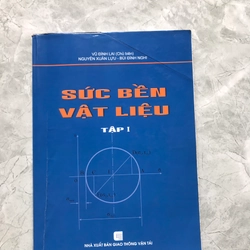 VŨ ĐÌNH LAI (Chủ biên)
NGUYỄN XUÂN LỰU - BÙI ĐÌNH NGHI
SỨC BỀN
VẬT LIỆU
TẬP I
NHÀ XUẤT BẢN GIAO THÔNG VẬN TẢI